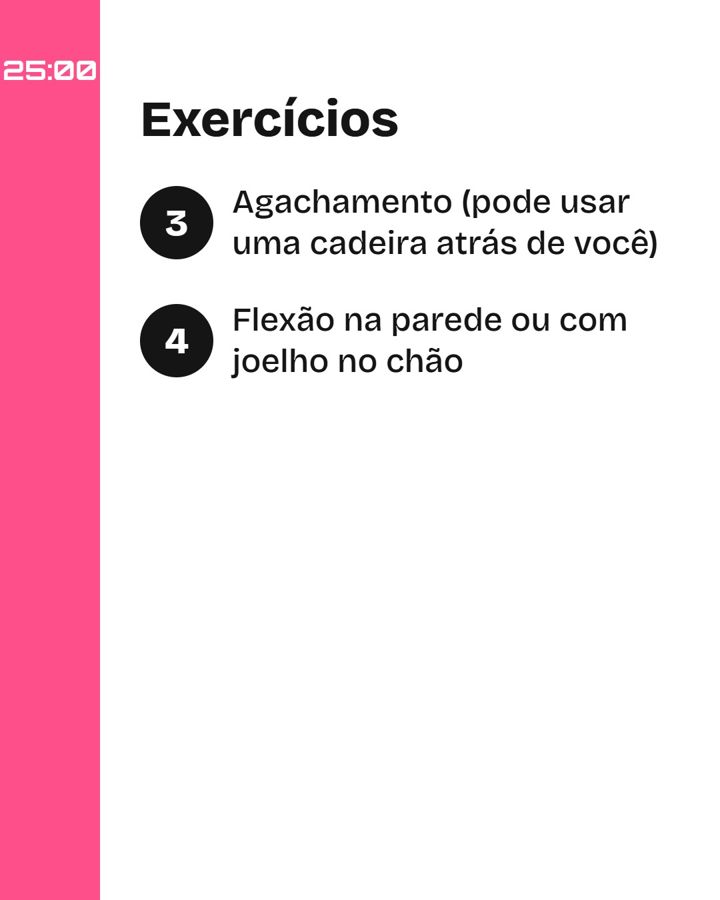 25:00
Exercícios
3
Agachamento (pode usar
uma cadeira atrás de você)
4
Flexão na parede ou com
joelho no chão